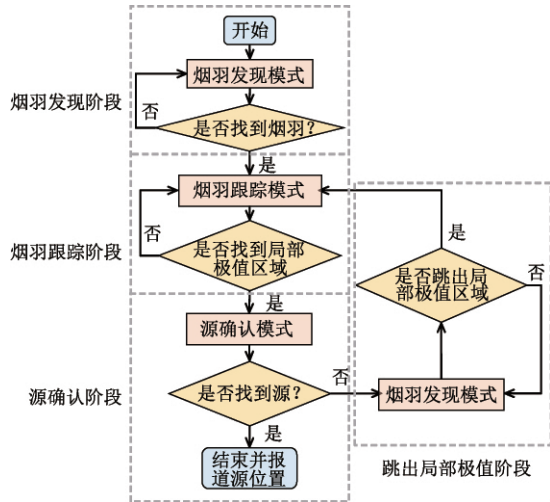 开始
烟羽发现模式
烟羽发现阶段
否
是否找到烟羽？
是
烟羽跟踪模式
烟羽跟踪阶段
否
是否找到局部
极值区域
是
是
是否跳出局
部极值区域
否
源确认模式
源确认阶段
是否找到源？
否
烟羽发现模式
是
结束并报
道源位置
跳出局部极值阶段